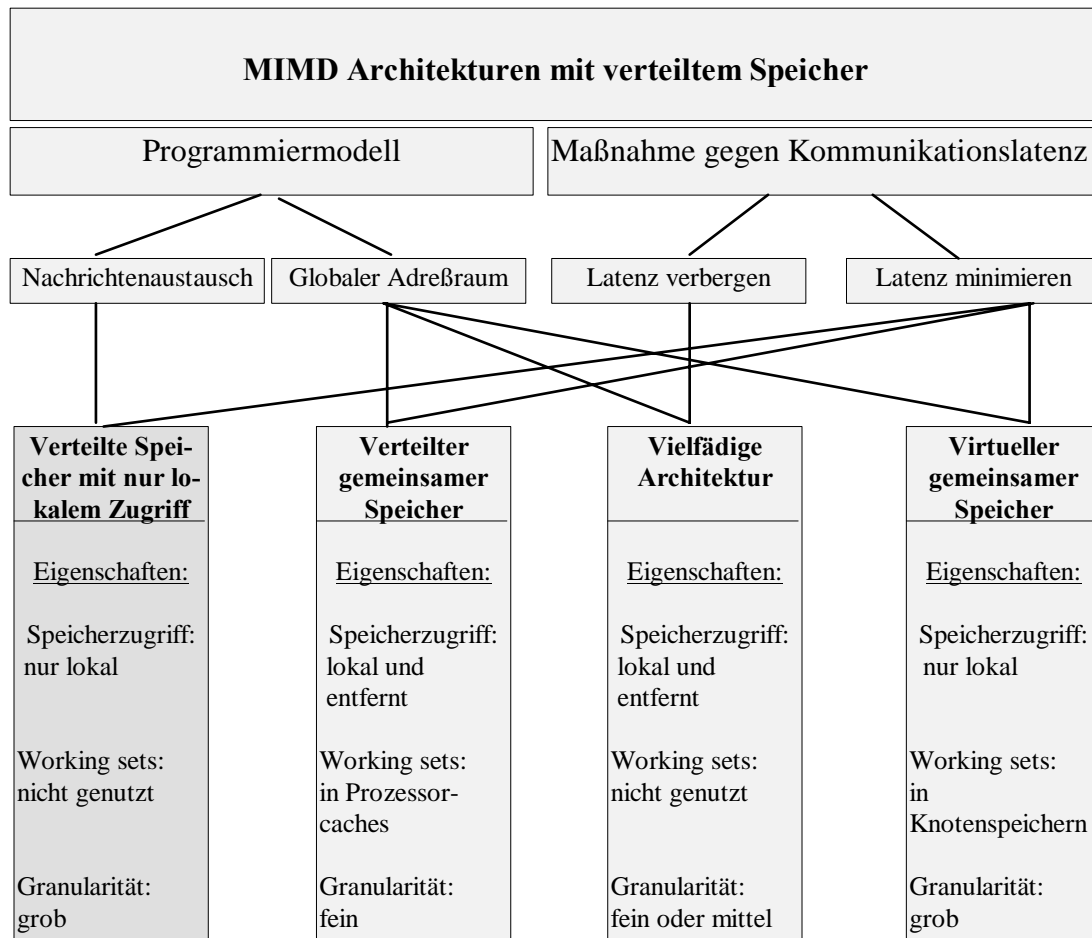 MIMD Architekturen mit verteiltem Speicher
Programmiermodell
Maßnahme gegen Kommunikationslatenz
Nachrichtenaustausch
Globaler Adreßraum
Latenz verbergen
Latenz minimieren
Verteilte Spei-
cher mit nur lo-
kalem Zugriff
Eigenschaften:
Speicherzugriff:
nur lokal
Working sets:
nicht genutzt
Granularität:
grob
Verteilter
gemeinsamer
Speicher
Eigenschaften:
Speicherzugriff:
lokal und
entfernt
Working sets:
in Prozessor-
caches
Granularität:
fein
Vielfädige
Architektur
Eigenschaften:
Speicherzugriff:
lokal und
entfernt
Working sets:
nicht genutzt
Granularität:
fein oder mittel
Virtueller
gemeinsamer
Speicher
Eigenschaften:
Speicherzugriff:
nur lokal
Working sets:
in
Knotenspeichern
Granularität:
grob